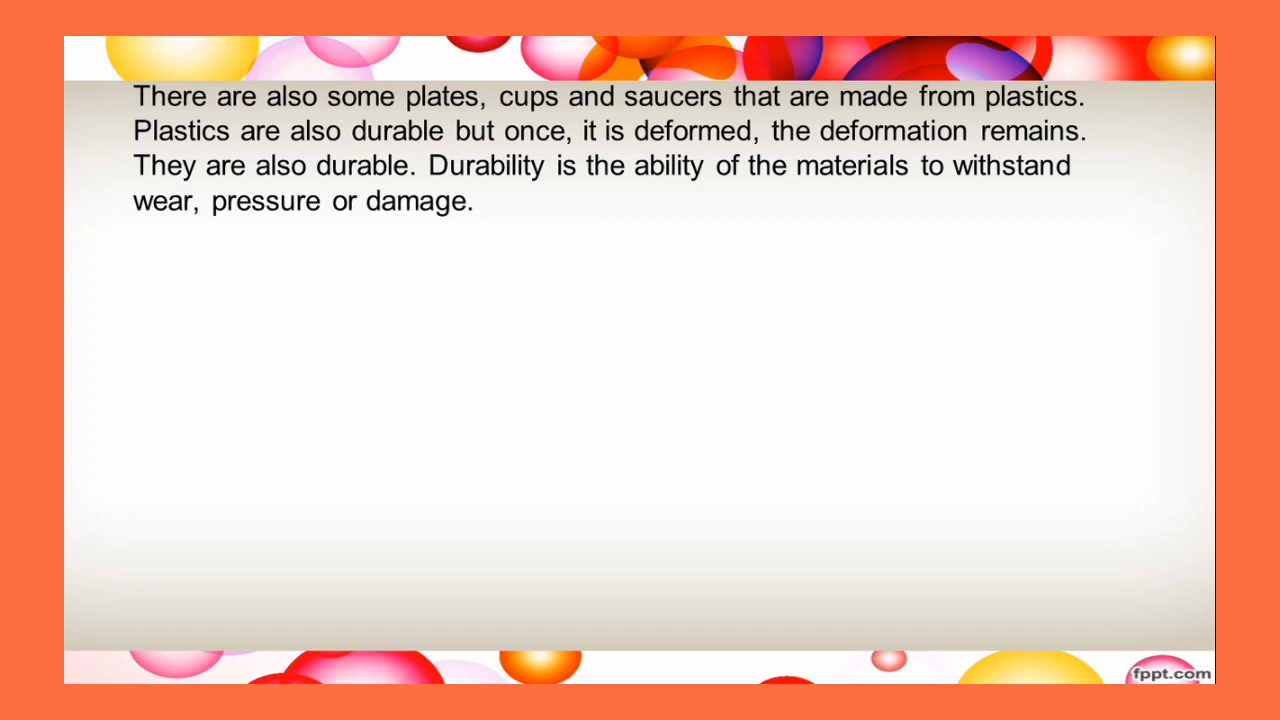 There are also some plates, cups and saucers that are made from plastics.
Plastics are also durable but once, it is deformed, the deformation remains.
They are also durable. Durability is the ability of the materials to withstand
wear, pressure or damage.
fppt.com